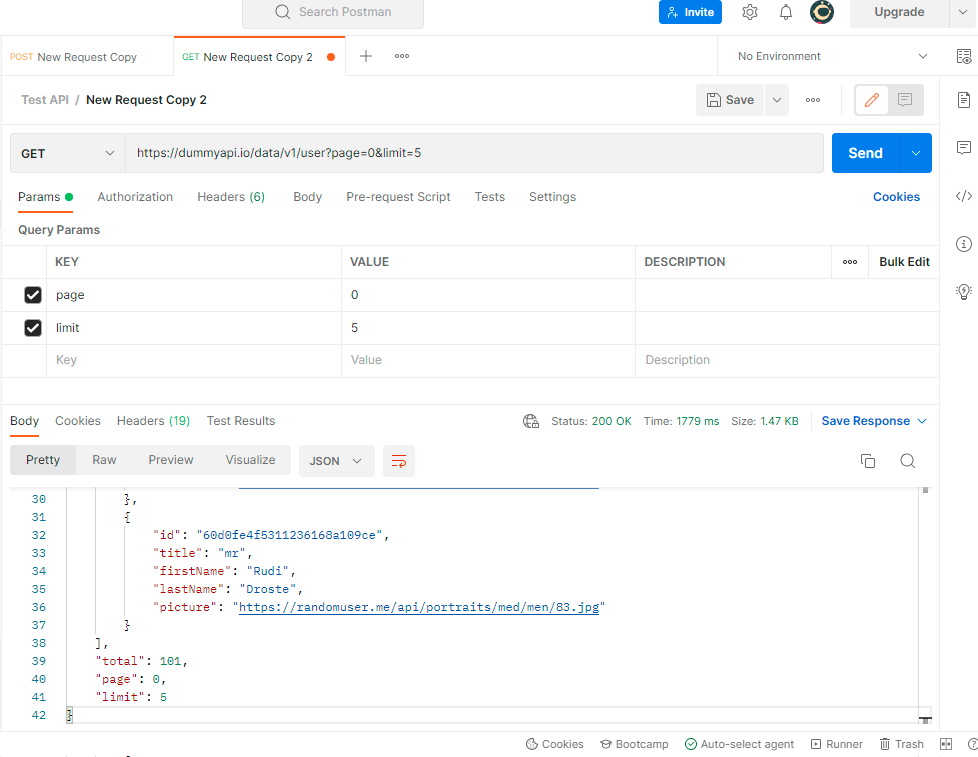 Search Postman Invite Upgrade
POST New Request Copy GET New Request Copy 2 No Environment
Test API / New Request Copy 2 Save
GET https://dummyapi.io/data/v1/user?page=0&limit=5 Send
Params Authorization Headers (6) Body Pre-request Script Tests Settings Cookies
Query Params
KEY VALUE DESCRIPTION Bulk Edit
page 0
limit 5
Key Value Description
Body Cookies Headers (19) Test Results Status: 200 OK Time: 1779 ms Size: 1.47 KB Save Response
Pretty Raw Preview Visualize JSON
30 },
31 {
32 "id": "60d0fe4f5311236168a109ce",
33 "title": "mr",
34 "firstName": "Rudi",
35 "lastName": "Droste",
36 "picture": "https://randomuser.me/api/portraits/med/men/83.jpg"
37 }
38 ],
39 "total": 101,
40 "page": 0,
41 "limit": 5
42 }
Cookies Bootcamp Auto-select agent Runner Trash